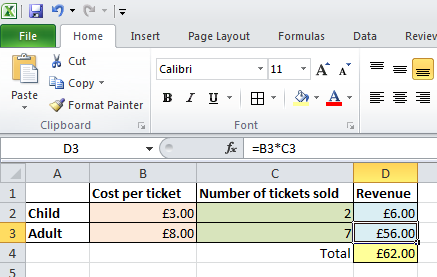 File Home Insert Page Layout Formulas Data Review
Cut
Copy
Format Painter
Paste
Clipboard
Calibri 11 A A
B I U A
Font
D3 fx =B3*C3
A B C D
1 Cost per ticket Number of tickets sold Revenue
2 Child £3.00 2 £6.00
3 Adult £8.00 7 £56.00
4 Total £62.00
5